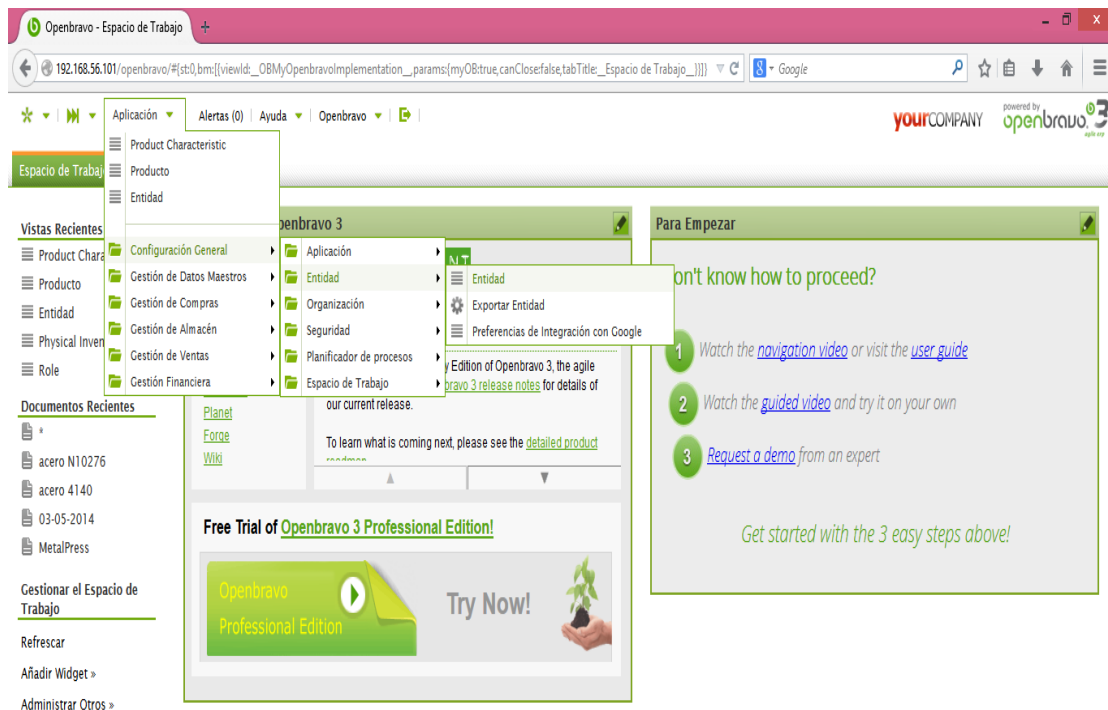 Openbravo - Espacio de Trabajo
192.168.56.101/openbravo/#{st:0,bm:[{viewId:_OBMyOpenbravoImplementation__,params:{myOB:true,canClose:false,tabTitle:_Espacio de Trabajo_}}]}
Google
Aplicación
Alertas (0)
Ayuda
Openbravo
yourCOMPANY
powered by
openbravo 3
agile erp
Espacio de Trabaj
Product Characteristic
Producto
Entidad
Configuración General
Gestión de Datos Maestros
Gestión de Compras
Gestión de Almacén
Gestión de Ventas
Gestión Financiera
Aplicación
Entidad
Organización
Seguridad
Planificador de procesos
Espacio de Trabajo
Entidad
Exportar Entidad
Preferencias de Integración con Google
Vistas Recientes
Product Chara
Producto
Entidad
Physical Inven
Role
Documentos Recientes
*
acero N10276
acero 4140
03-05-2014
MetalPress
Gestionar el Espacio de
Trabajo
Refrescar
Añadir Widget »
Administrar Otros »
penbravo 3
N T
y Edition of Openbravo 3, the agile
bravo 3 release notes for details of
our current release.
To learn what is coming next, please see the detailed product
roadmap
Planet
Forge
Wiki
Free Trial of Openbravo 3 Professional Edition!
Openbravo
Professional Edition
Try Now!
Para Empezar
on't know how to proceed?
1 Watch the navigation video or visit the user guide
2 Watch the guided video and try it on your own
3 Request a demo from an expert
Get started with the 3 easy steps above!